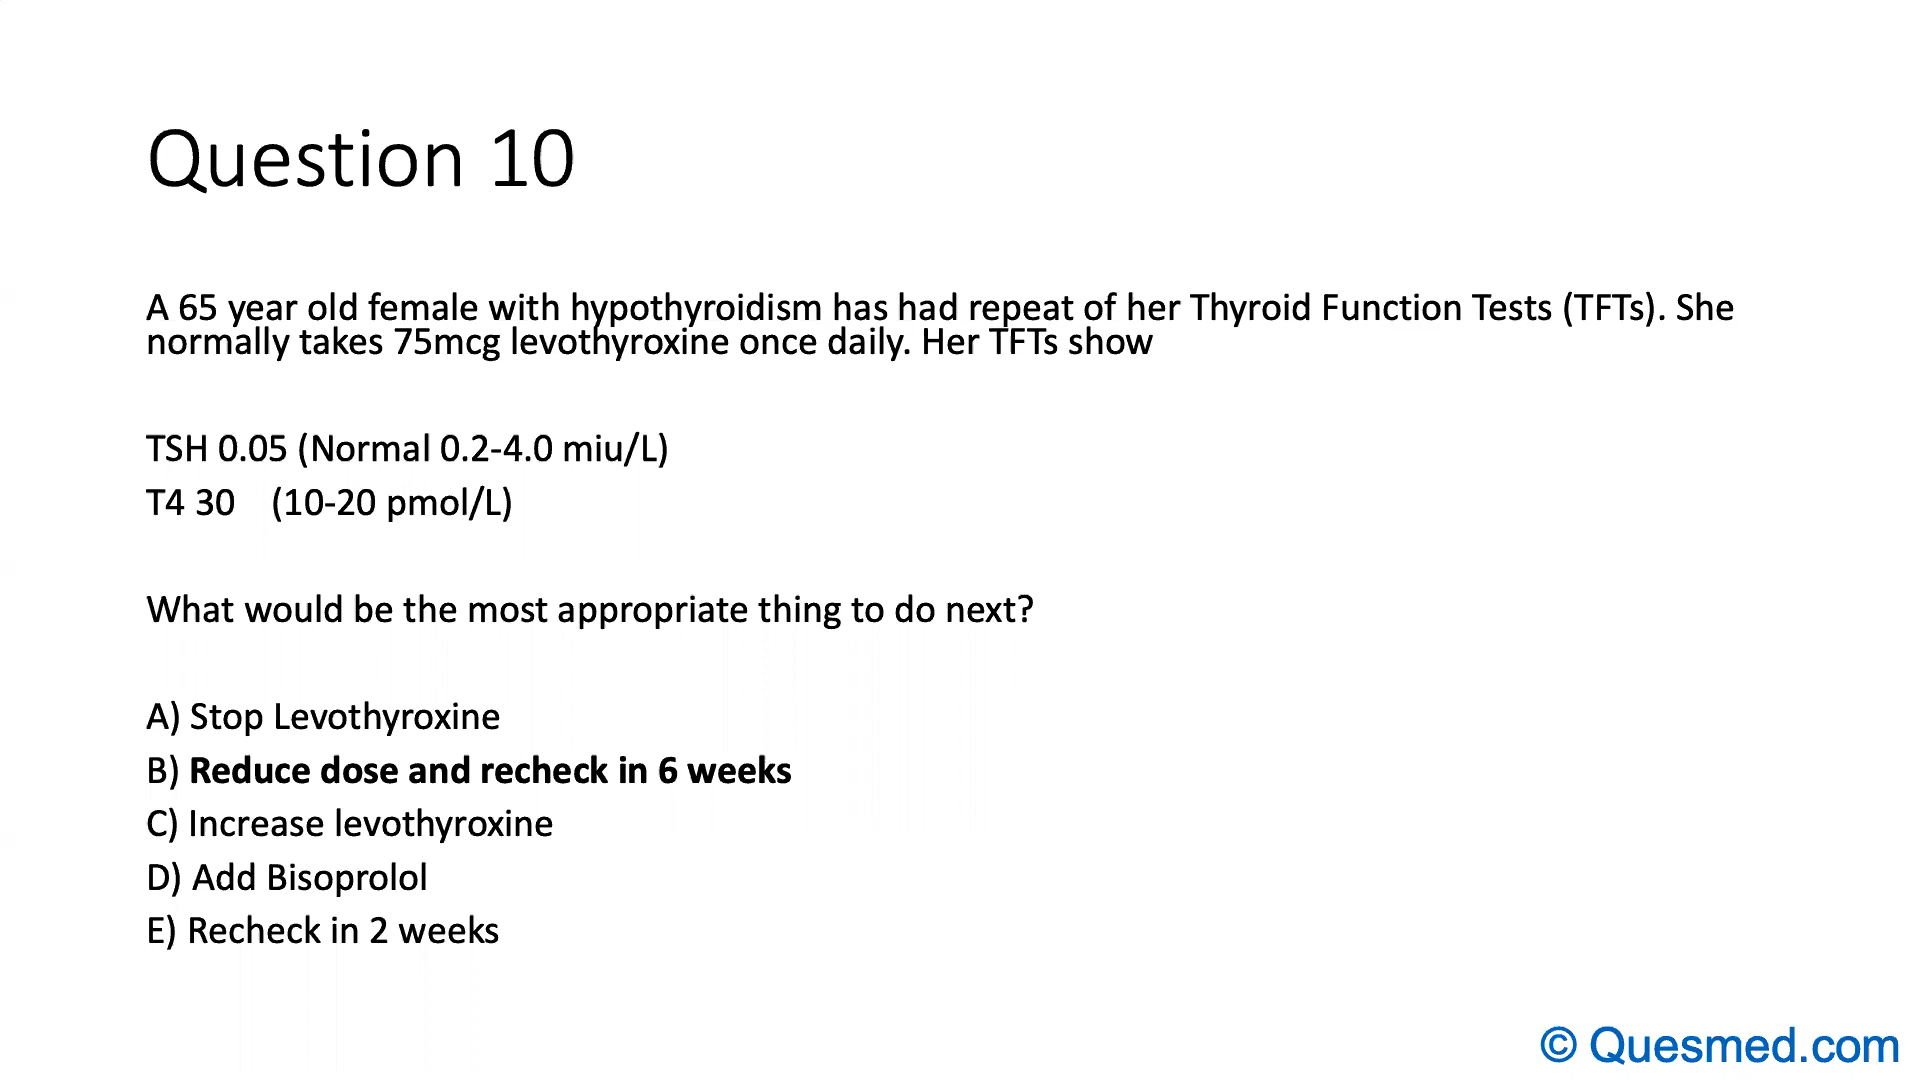 Question 10
A 65 year old female with hypothyroidism has had repeat of her Thyroid Function Tests (TFTs). She
normally takes 75mcg levothyroxine once daily. Her TFTs show
TSH 0.05 (Normal 0.2-4.0 miu/L)
T4 30 (10-20 pmol/L)
What would be the most appropriate thing to do next?
A) Stop Levothyroxine
B) Reduce dose and recheck in 6 weeks
C) Increase levothyroxine
D) Add Bisoprolol
E) Recheck in 2 weeks
© Quesmed.com